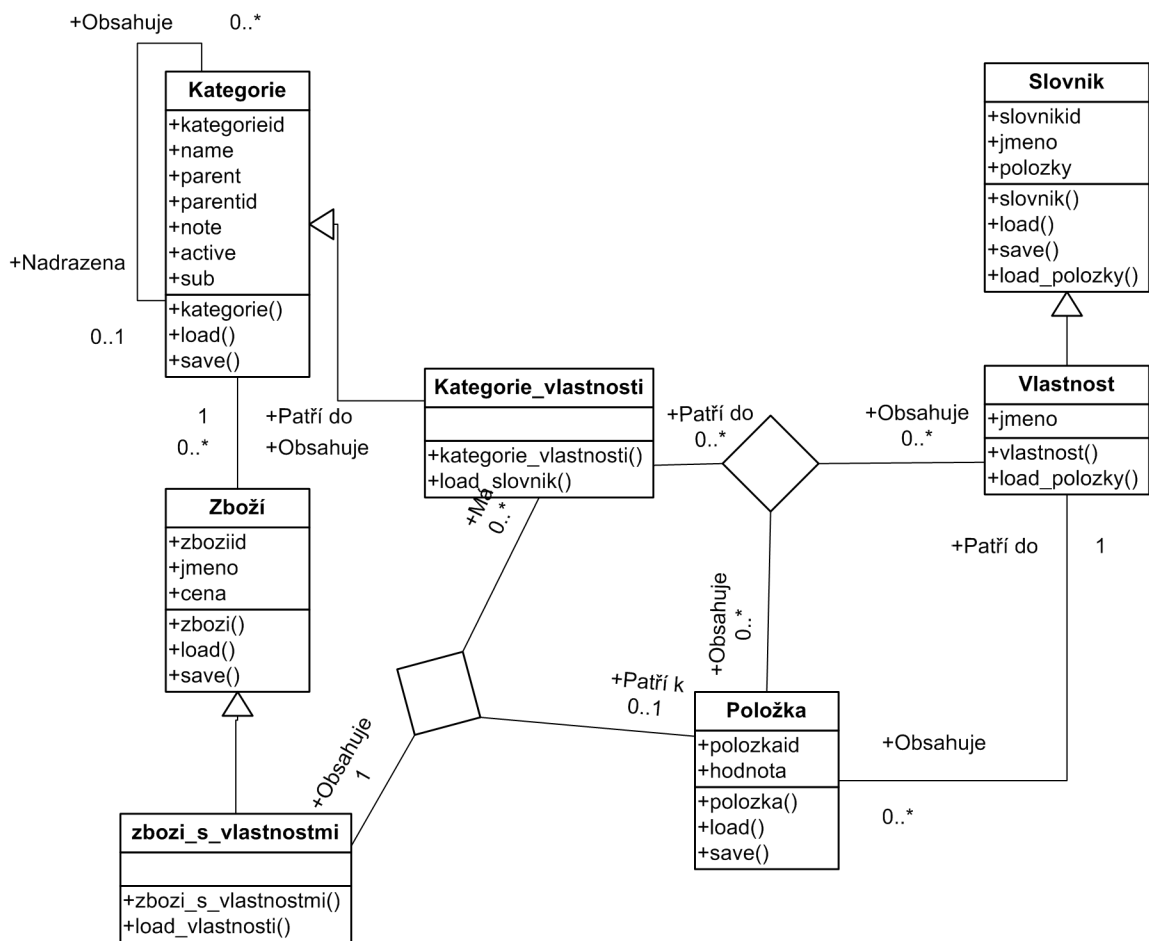 +Obsahuje 0..*
Kategorie
+kategorieid
+name
+parent
+parentid
+note
+active
+sub
+kategorie()
+load()
+save()
+Nadrazena
0..1
Slovnik
+slovnikid
+jmeno
+polozky
+slovnik()
+load()
+save()
+load_polozky()
Kategorie_vlastnosti
+kategorie_vlastnosti()
+load_slovnik()
+Patří do
0..*
+Obsahuje
0..*
Vlastnost
+jmeno
+vlastnost()
+load_polozky()
1 +Patří do
0..* +Obsahuje
Zboží
+zboziid
+jmeno
+cena
+zbozi()
+load()
+save()
+Má
0..*
+Obsahuje
0..*
+Patří do 1
+Patří k
0..1
+Obsahuje
1
Položka
+polozkaid
+hodnota
+polozka()
+load()
+save()
+Obsahuje
0..*
zbozi_s_vlastnostmi
+zbozi_s_vlastnostmi()
+load_vlastnosti()